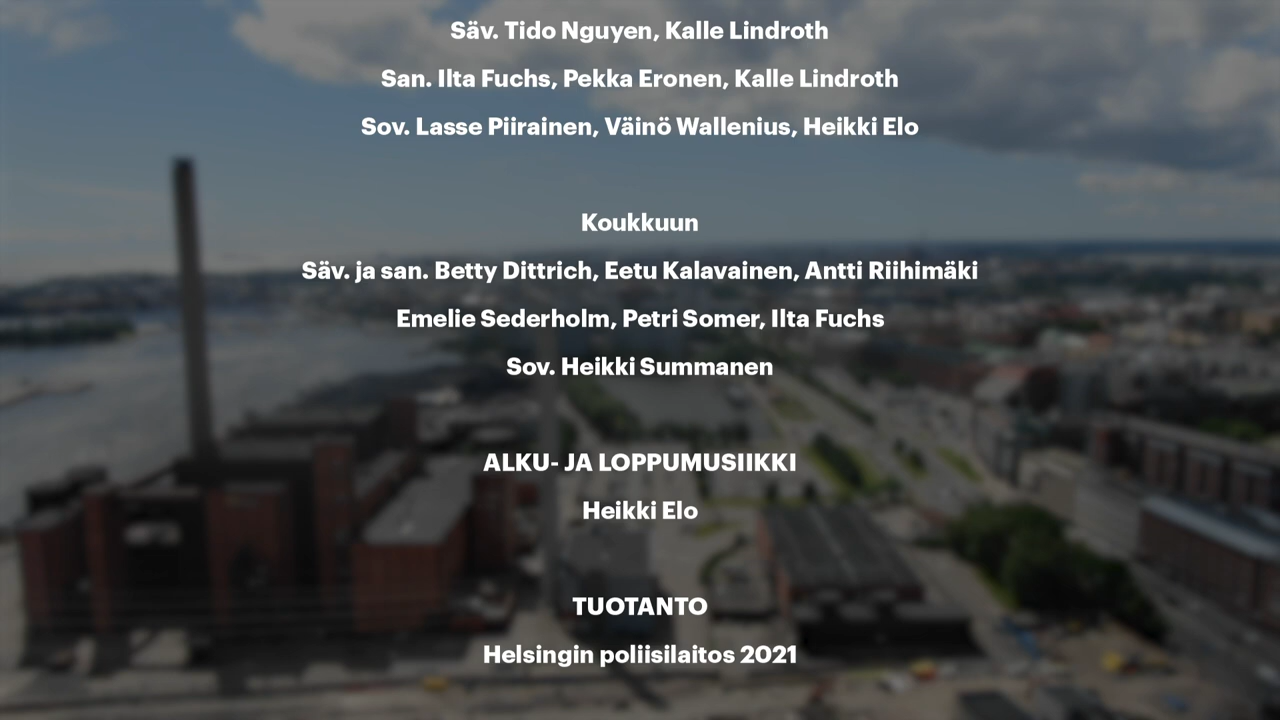 Säv. Tido Nguyen, Kalle Lindroth
San. Ilta Fuchs, Pekka Eronen, Kalle Lindroth
Sov. Lasse Piirainen, Väinö Wallenius, Heikki Elo
Koukkuun
Säv. ja san. Betty Dittrich, Eetu Kalavainen, Antti Riihimäki
Emelie Sederholm, Petri Somer, Ilta Fuchs
Sov. Heikki Summanen
ALKU- JA LOPPUMUSIIKKI
Heikki Elo
TUOTANTO
Helsingin poliisilaitos 2021